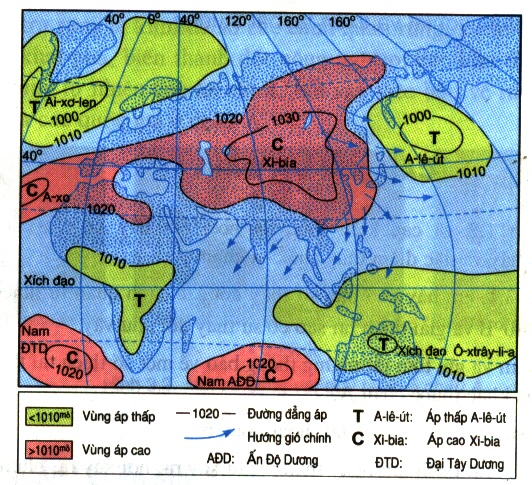 40° 0° 40° 80° 120° 160° 160°
T Ai-xơ-len
1000
1010
1020
1030
C
Xi-bia
1000
T
A-lê-út
1010
40°
C A-xo
1020
1010
Xích đạo
T
Nam
ĐTD
C
1020
1020
C
Nam AĐD
T
Xích đạo Ô-xtrây-li-a
1010
<1010mb Vùng áp thấp
>1010mb Vùng áp cao
1020 Đường đẳng áp
Hướng gió chính
AĐD: Ấn Độ Dương
T A-lê-út: Áp thấp A-lê-út
C Xi-bia: Áp cao Xi-bia
ĐTD: Đại Tây Dương